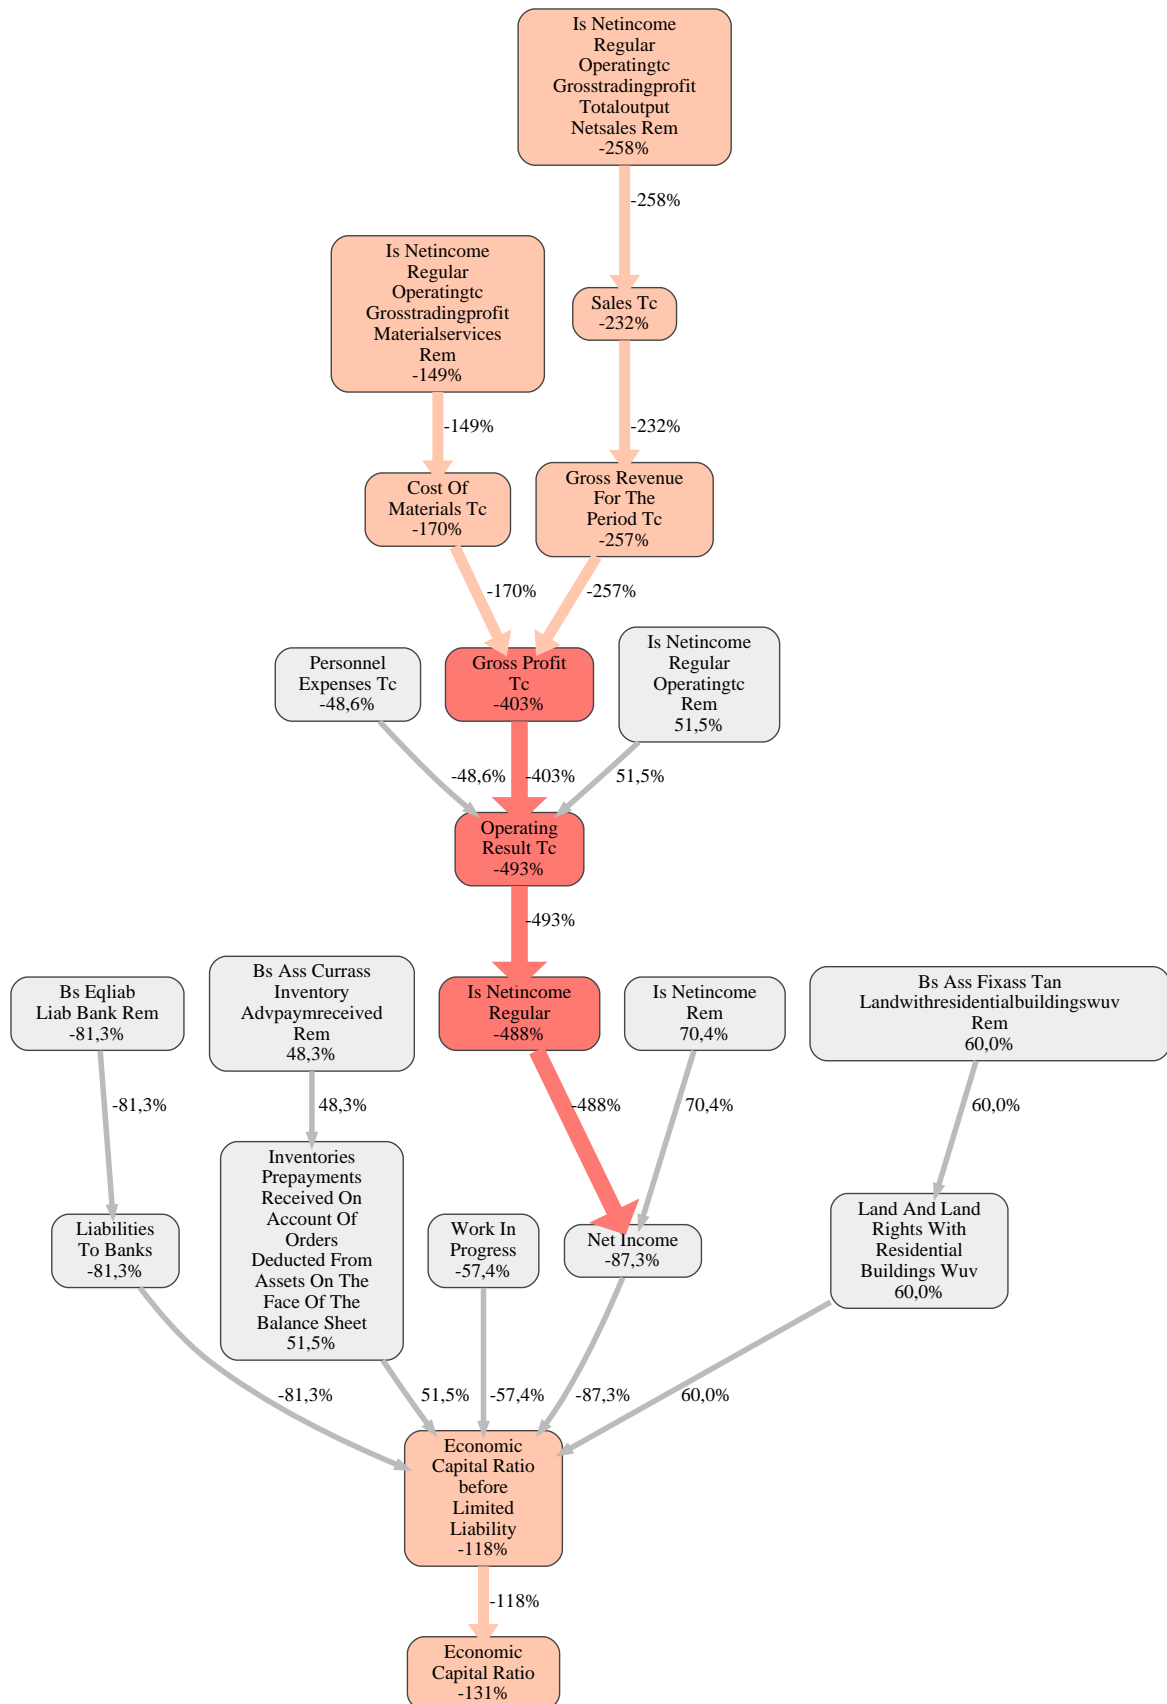 Is Netincome
Regular
Operatingtc
Grosstradingprofit
Totaloutput
Netsales Rem
-258%
-258%
Is Netincome
Regular
Operatingtc
Grosstradingprofit
Materialservices
Rem
-149%
Sales Tc
-232%
-149%
-232%
Cost Of
Materials Tc
-170%
Gross Revenue
For The
Period Tc
-257%
-170%
-257%
Personnel
Expenses Tc
-48,6%
Gross Profit
Tc
-403%
Is Netincome
Regular
Operatingtc
Rem
51,5%
-48,6%
-403%
51,5%
Operating
Result Tc
-493%
-493%
Bs Eqliab
Liab Bank Rem
-81,3%
Bs Ass Currass
Inventory
Advpaymreceived
Rem
48,3%
Is Netincome
Regular
-488%
Is Netincome
Rem
70,4%
Bs Ass Fixass Tan
Landwithresidentialbuildingswuv
Rem
60,0%
-81,3%
48,3%
-488%
70,4%
60,0%
Liabilities
To Banks
-81,3%
Inventories
Prepayments
Received On
Account Of
Orders
Deducted From
Assets On The
Face Of The
Balance Sheet
51,5%
Work In
Progress
-57,4%
Net Income
-87,3%
Land And Land
Rights With
Residential
Buildings Wuv
60,0%
-81,3%
51,5%
-57,4%
-87,3%
60,0%
Economic
Capital Ratio
before
Limited
Liability
-118%
-118%
Economic
Capital Ratio
-131%